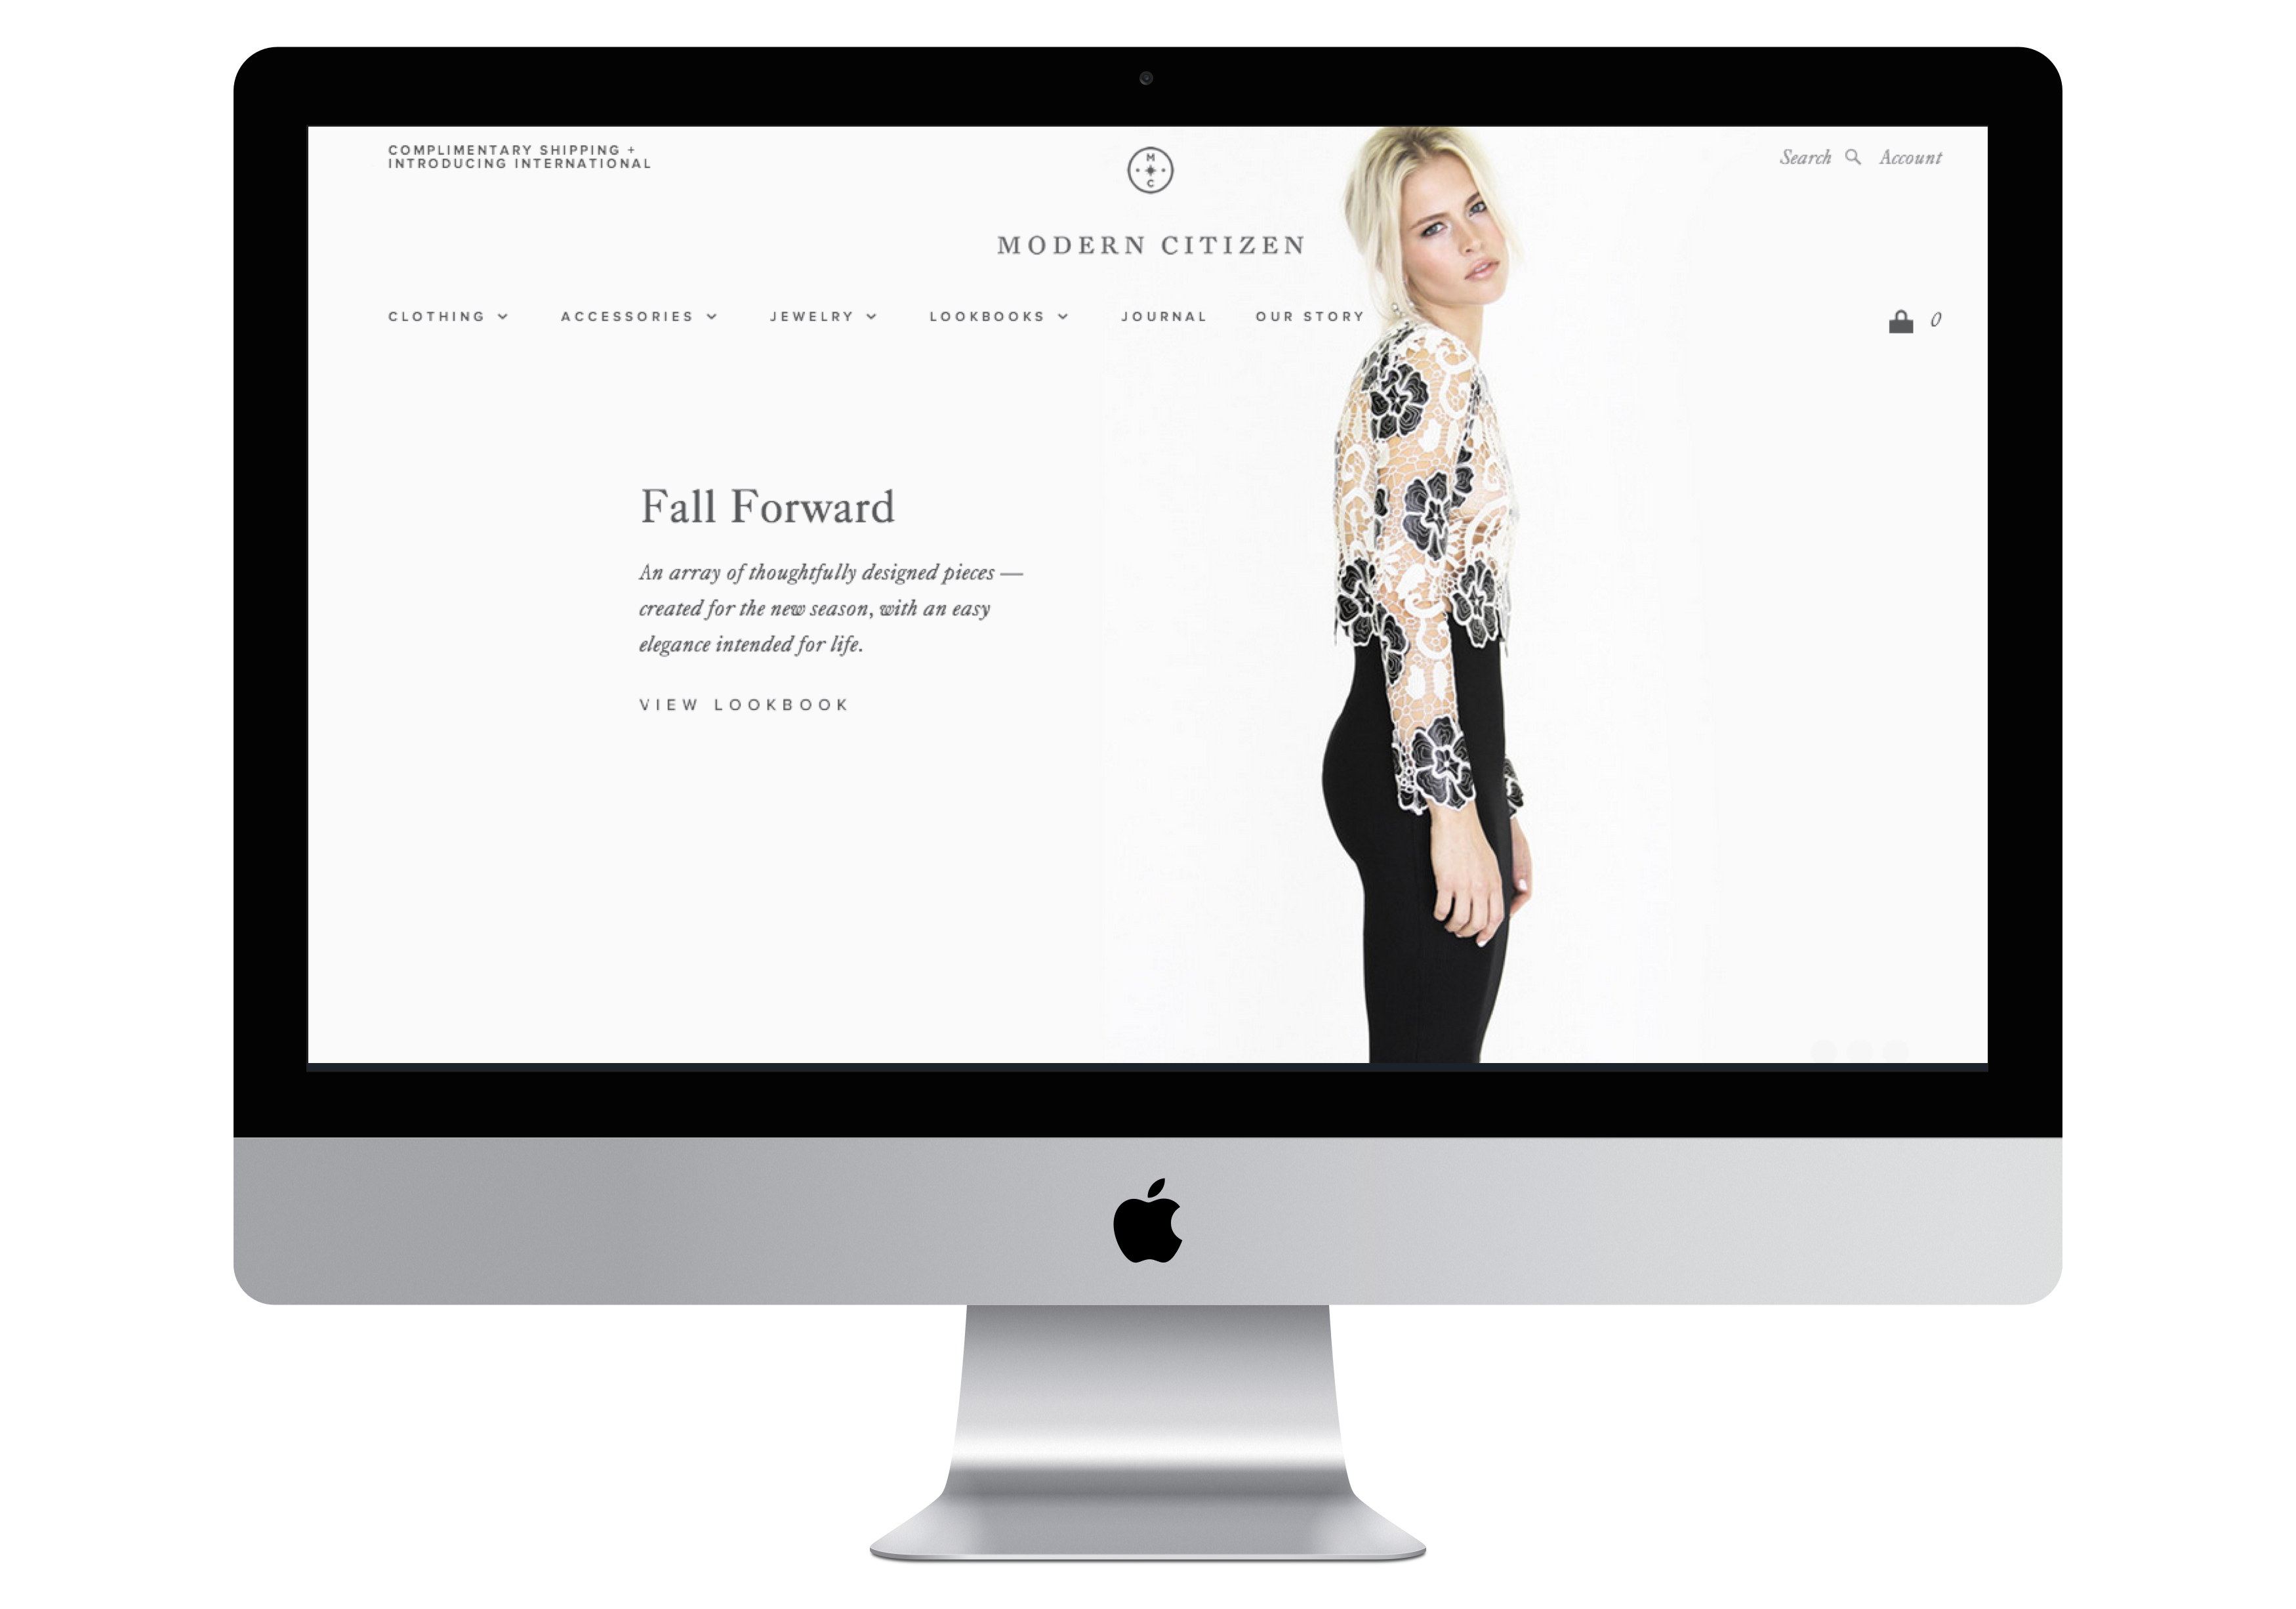 COMPLIMENTARY SHIPPING +
INTRODUCING INTERNATIONAL
M
C
Search Account
MODERN CITIZEN
CLOTHING ACCESSORIES JEWELRY LOOKBOOKS JOURNAL OUR STORY
0
Fall Forward
An array of thoughtfully designed pieces —
created for the new season, with an easy
elegance intended for life.
VIEW LOOKBOOK